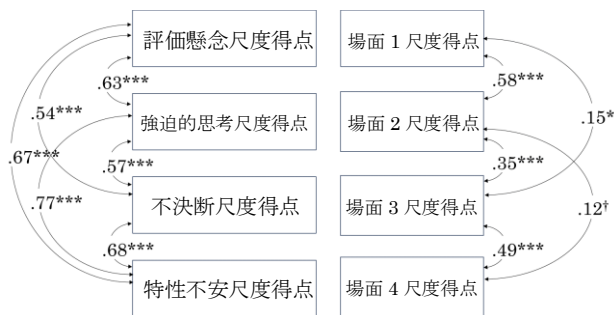 評価懸念尺度得点
場面 1 尺度得点
.63***
.58***
.54***
強迫的思考尺度得点
場面 2 尺度得点
.15*
.67***
.57***
.35***
.77***
不決断尺度得点
場面 3 尺度得点
.12†
.68***
.49***
特性不安尺度得点
場面 4 尺度得点